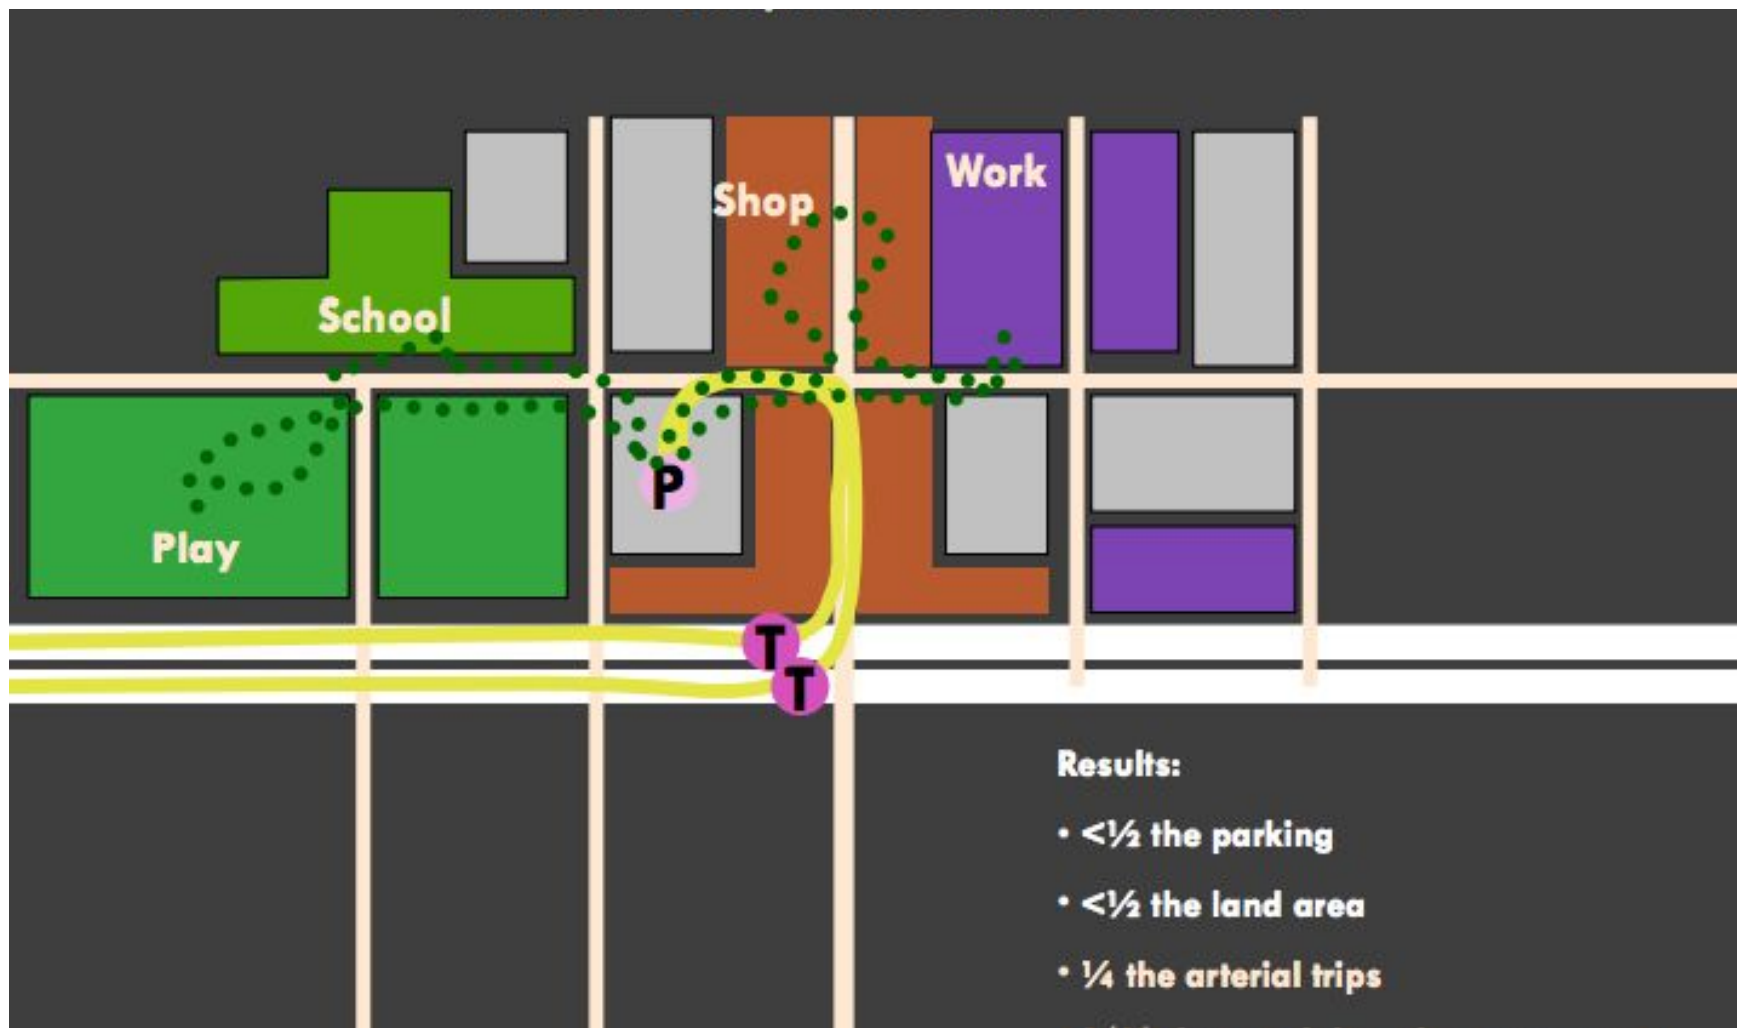 Work
Shop
School
P
Play
T
T
Results:
• <½ the parking
• <½ the land area
• ¼ the arterial trips